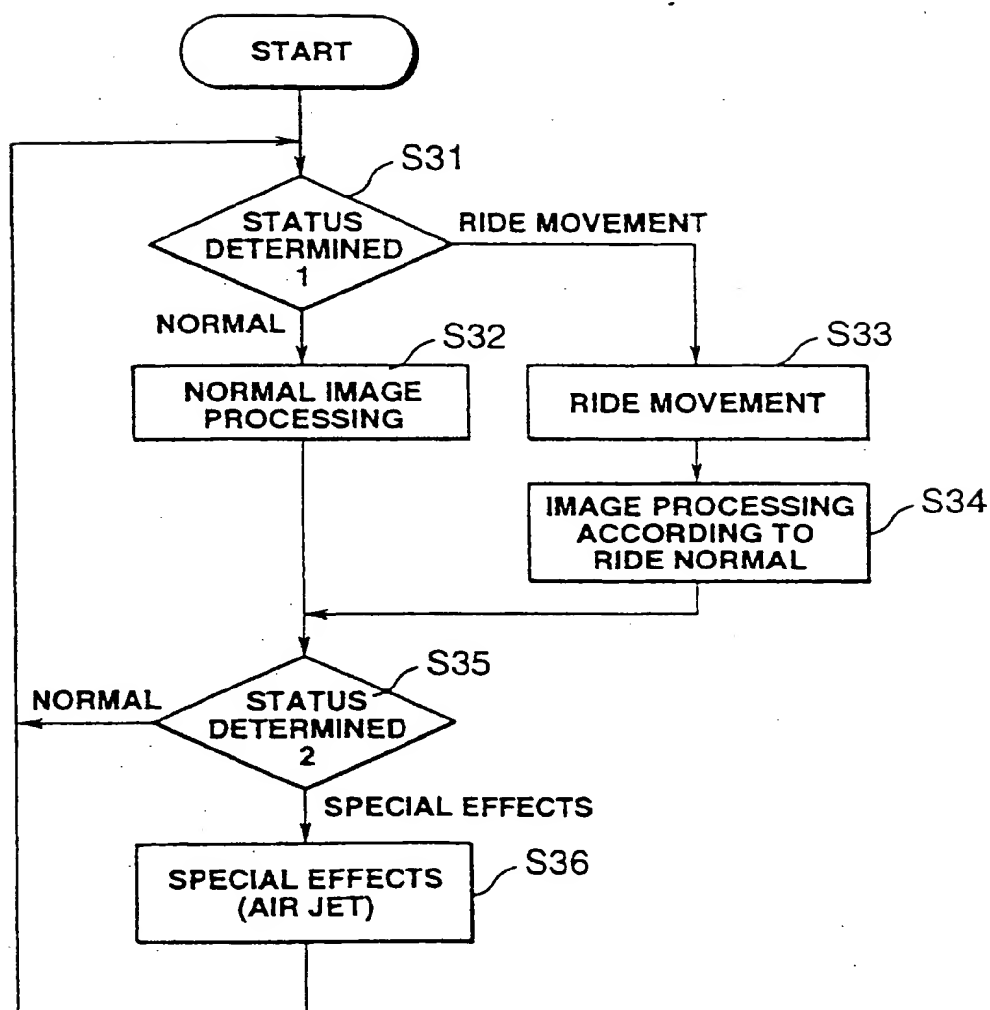 START
S31
STATUS
DETERMINED
1
RIDE MOVEMENT
NORMAL
S32
S33
NORMAL IMAGE
PROCESSING
RIDE MOVEMENT
S34
IMAGE PROCESSING
ACCORDING TO
RIDE NORMAL
S35
NORMAL
STATUS
DETERMINED
2
SPECIAL EFFECTS
S36
SPECIAL EFFECTS
(AIR JET)